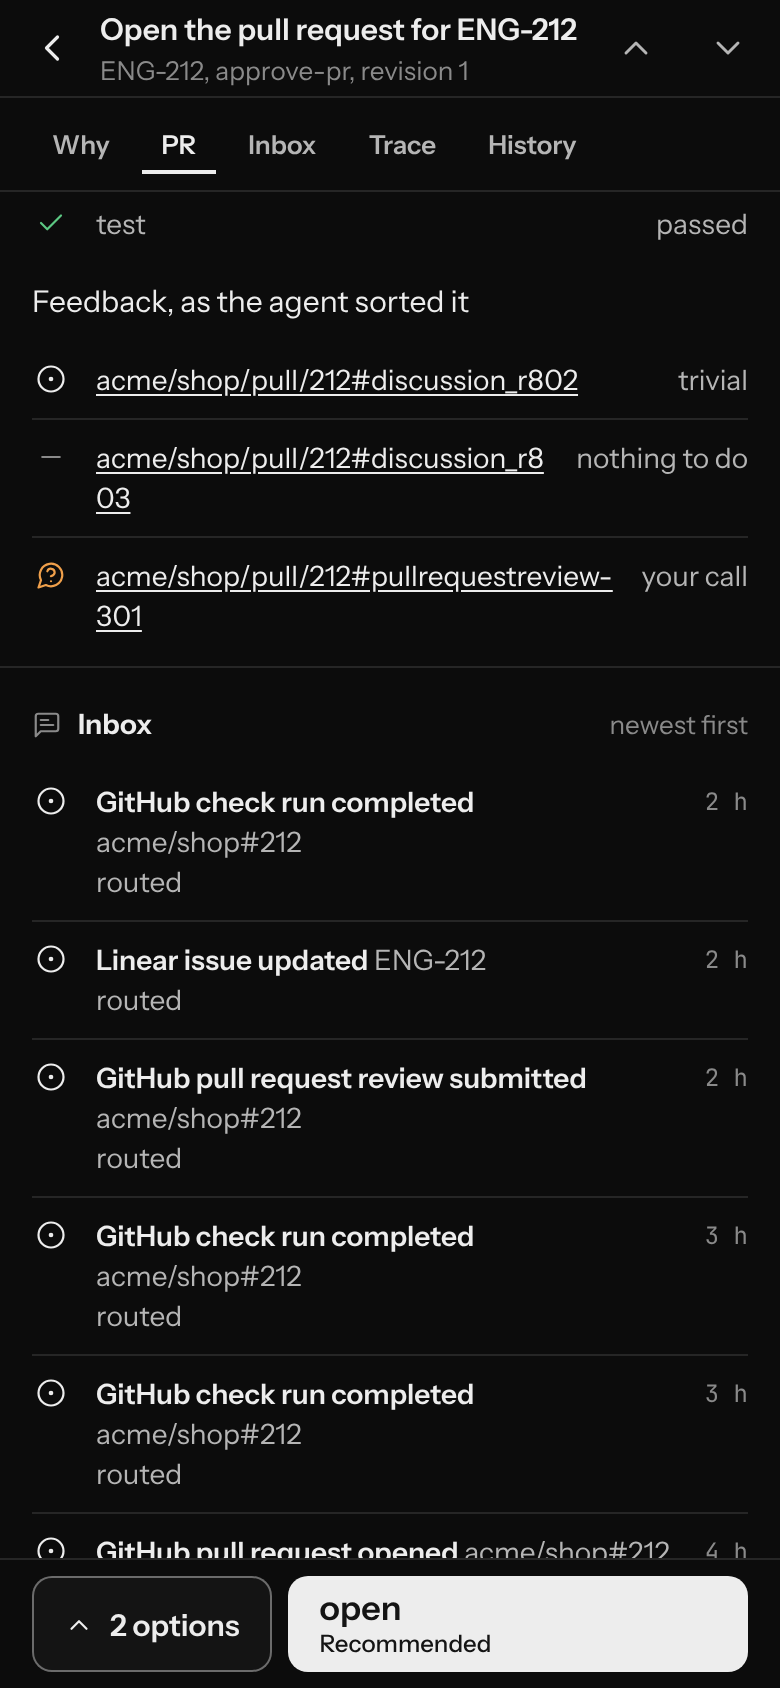 Open the pull request for ENG-212
ENG-212, approve-pr, revision 1
Why PR Inbox Trace History
test passed
Feedback, as the agent sorted it
acme/shop/pull/212#discussion_r802 trivial
acme/shop/pull/212#discussion_r8 nothing to do
03
acme/shop/pull/212#pullrequestreview- your call
301
Inbox newest first
GitHub check run completed 2 h
acme/shop#212
routed
Linear issue updated ENG-212 2 h
routed
GitHub pull request review submitted 2 h
acme/shop#212
routed
GitHub check run completed 3 h
acme/shop#212
routed
GitHub check run completed 3 h
acme/shop#212
routed
GitHub pull request opened acme/shop#212 4 h
2 options
open
Recommended